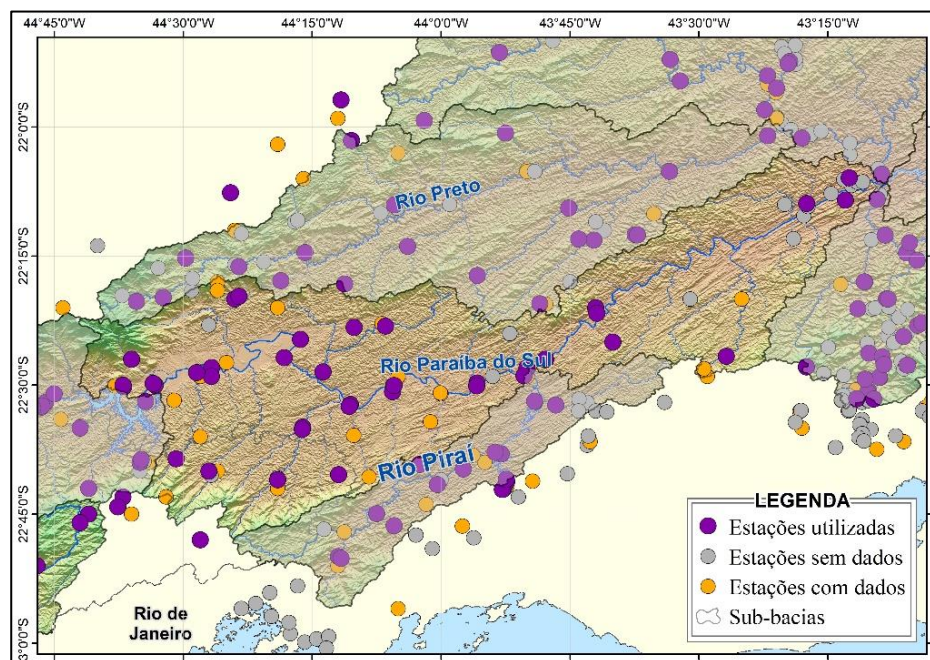 44°45'0"W 44°30'0"W 44°15'0"W 44°0'0"W 43°45'0"W 43°30'0"W 43°15'0"W
22°0'0"S
22°15'0"S
22°30'0"S
22°45'0"S
23°0'0"S
Rio Preto
Rio Paraíba do Sul
Rio Piraí
Rio de
Janeiro
LEGENDA
Estações utilizadas
Estações sem dados
Estações com dados
Sub-bacias